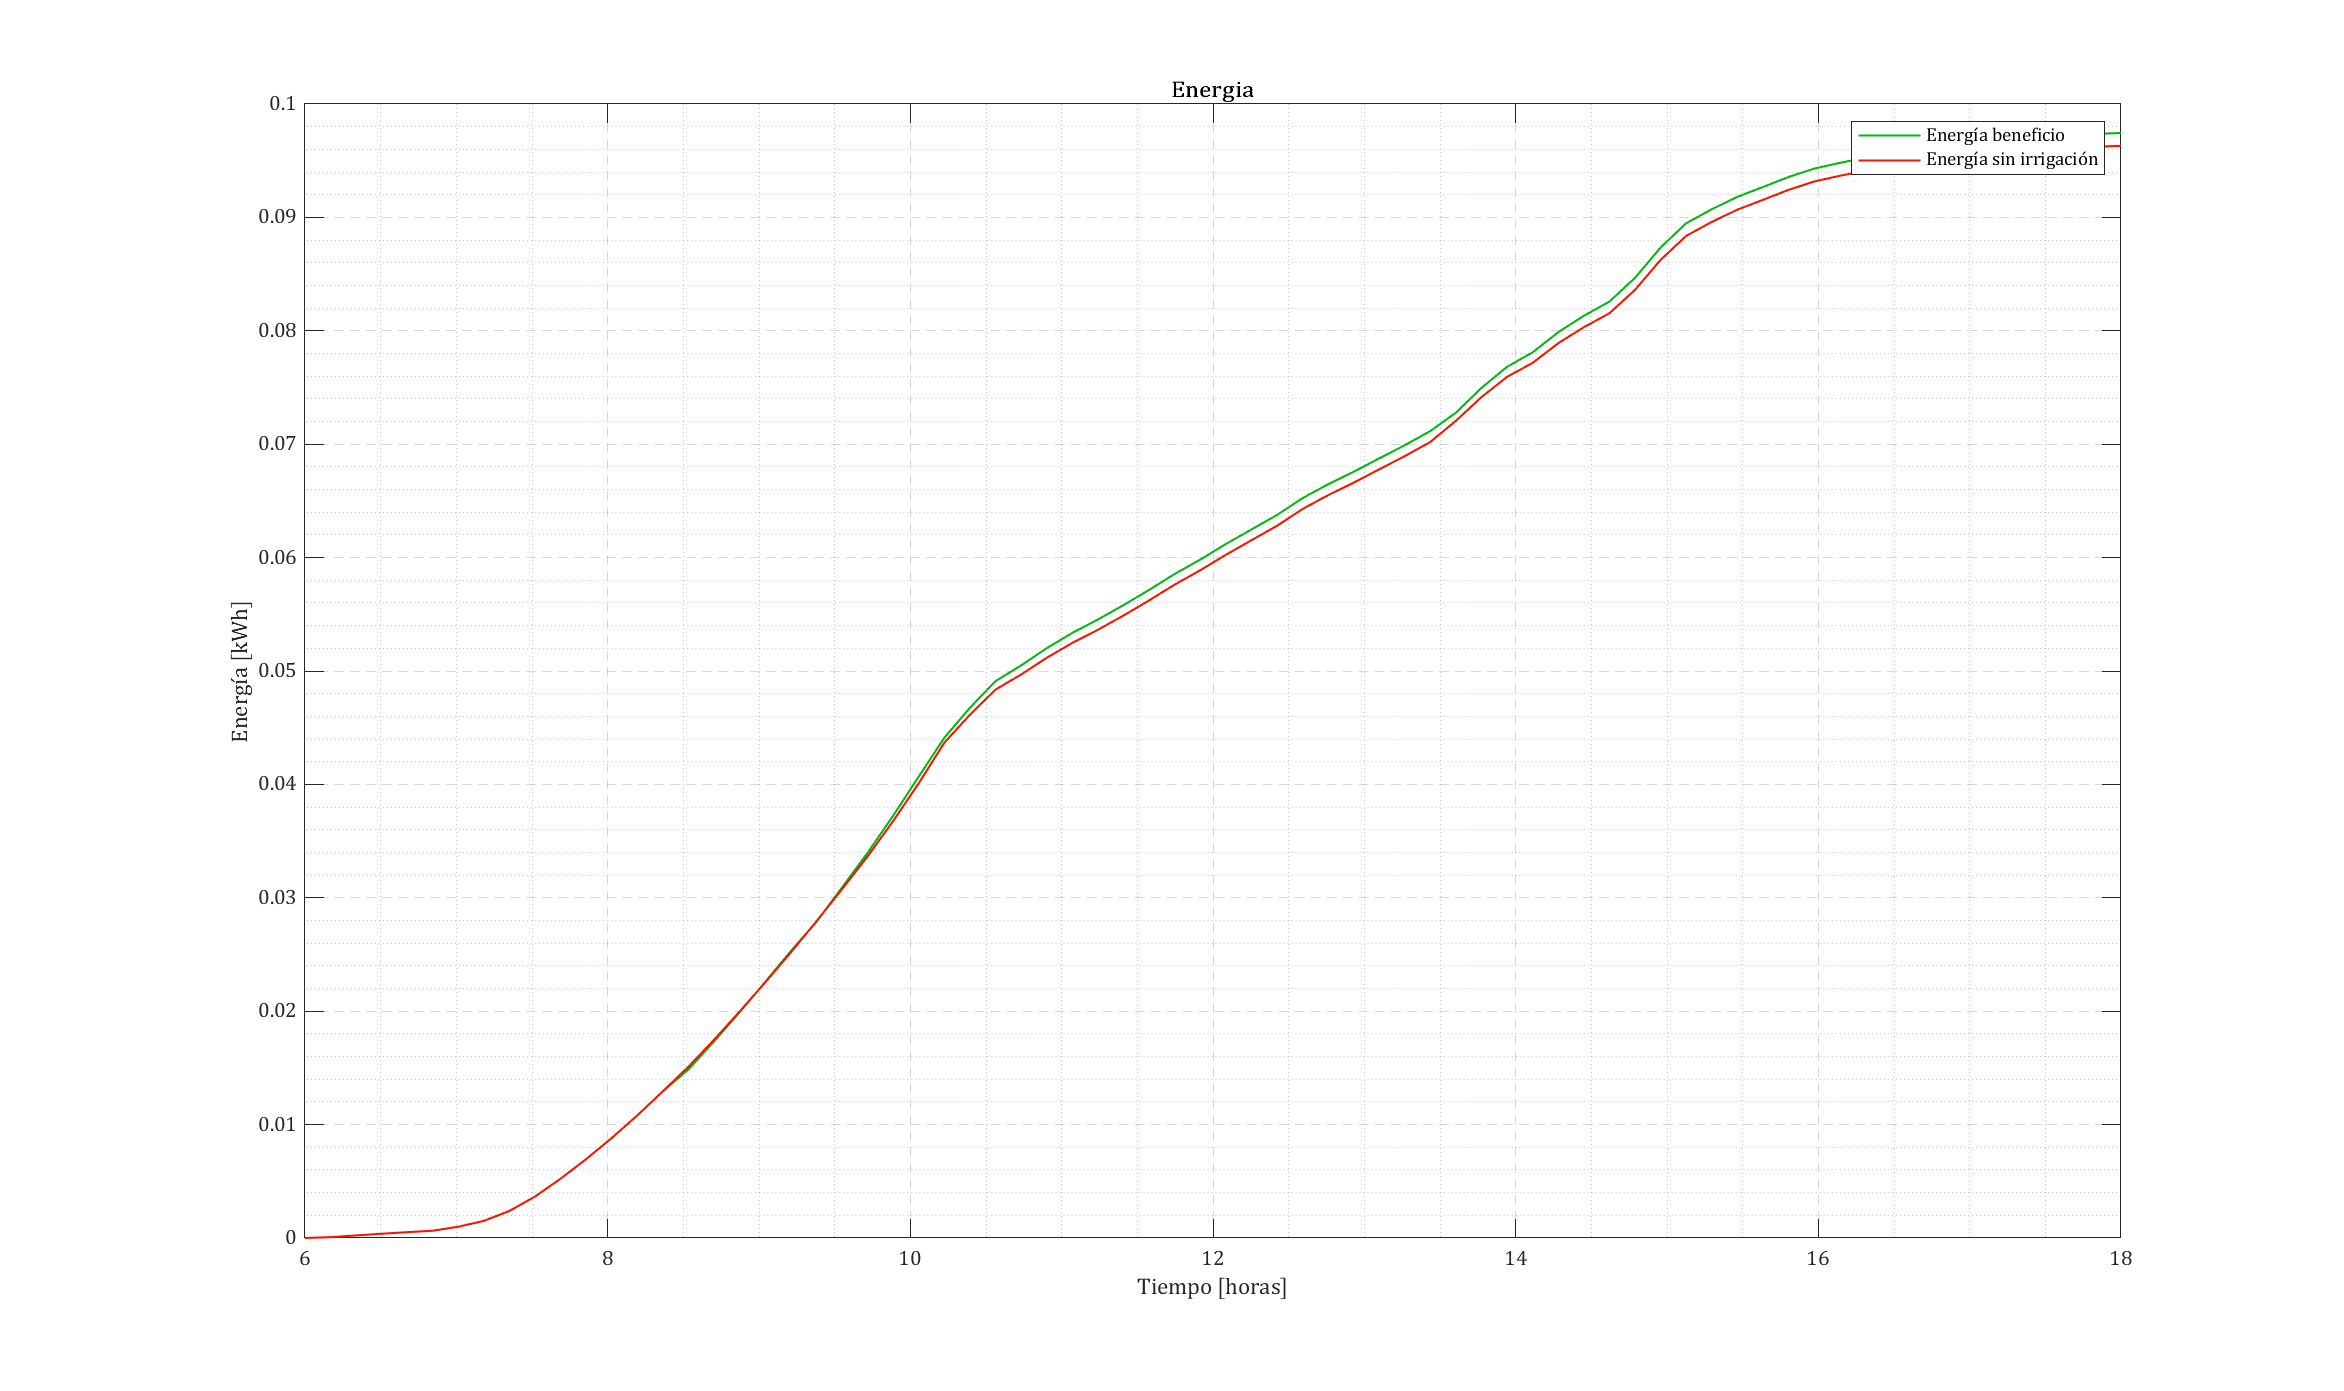 Energia
0.1
0.09
0.08
0.07
0.06
0.05
0.04
0.03
0.02
0.01
0
Energía [kWh]
Energía beneficio
Energía sin irrigación
6 8 10 12 14 16 18
Tiempo [horas]